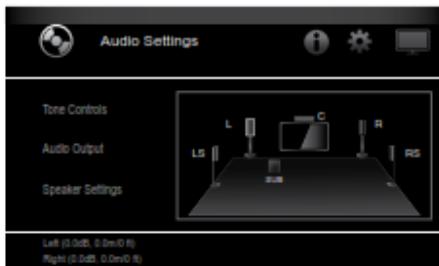 Audio Settings
Tone Controls
L
C
R
Audio Output
LS
RS
SUB
Speaker Settings
Left (0.0dB, 0.0m/0 ft)
Right (0.0dB, 0.0m/0 ft)